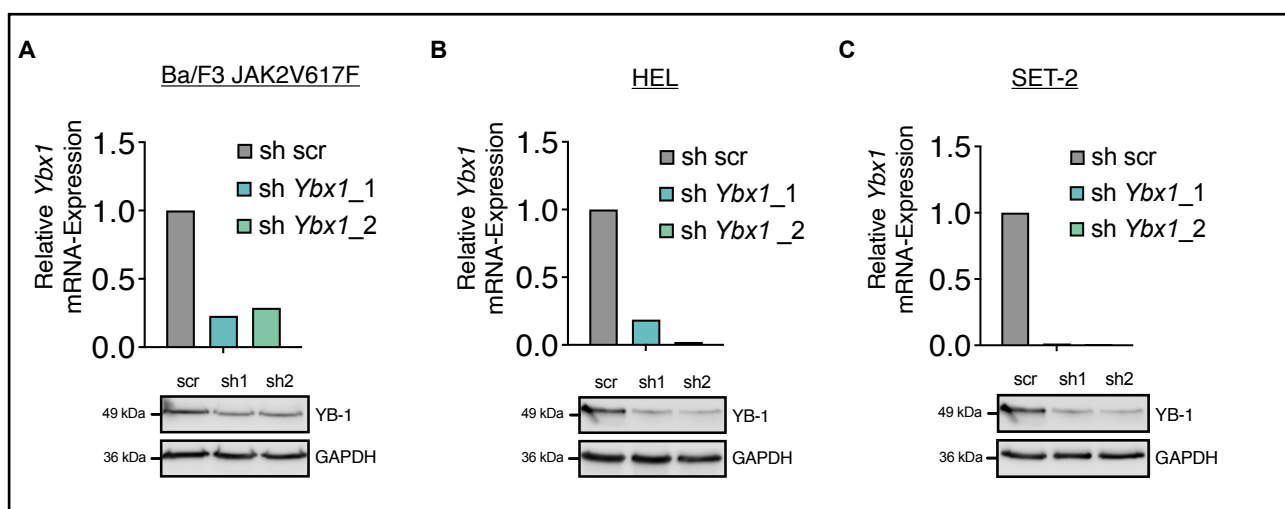 A
Ba/F3 JAK2V617F
Relative Ybx1
mRNA-Expression
1.5
1.0
0.5
0.0
sh scr
sh Ybx1_1
sh Ybx1_2
scr sh1 sh2
49 kDa
YB-1
36 kDa
GAPDH
B
HEL
Relative Ybx1
mRNA-Expression
1.5
1.0
0.5
0.0
sh scr
sh Ybx1_1
sh Ybx1 _2
scr sh1 sh2
49 kDa
YB-1
36 kDa
GAPDH
C
SET-2
Relative Ybx1
mRNA-Expression
1.5
1.0
0.5
0.0
sh scr
sh Ybx1_1
sh Ybx1_2
scr sh1 sh2
49 kDa
YB-1
36 kDa
GAPDH